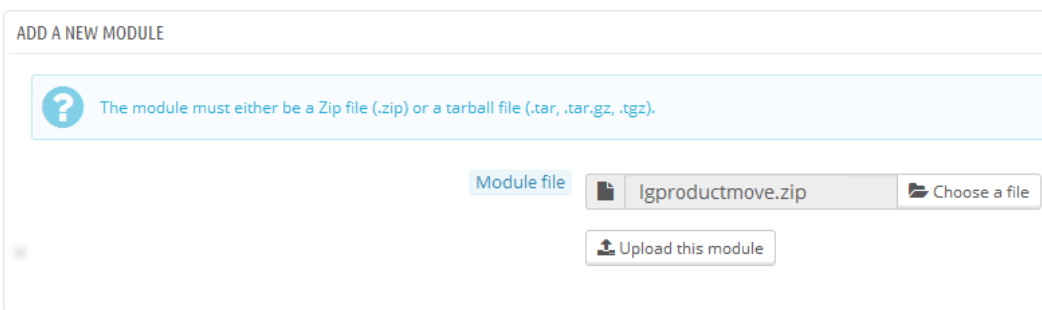 ADD A NEW MODULE
The module must either be a Zip file (.zip) or a tarball file (.tar, .tar.gz, .tgz).
Module file
lgproductmove.zip
Choose a file
Upload this module